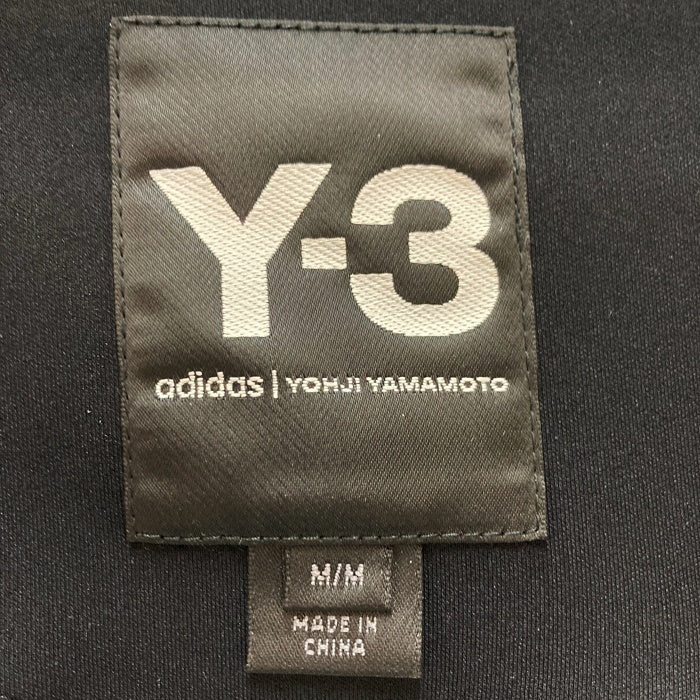 Y-3
adidas | YOHJI YAMAMOTO
M/M
MADE IN
CHINA